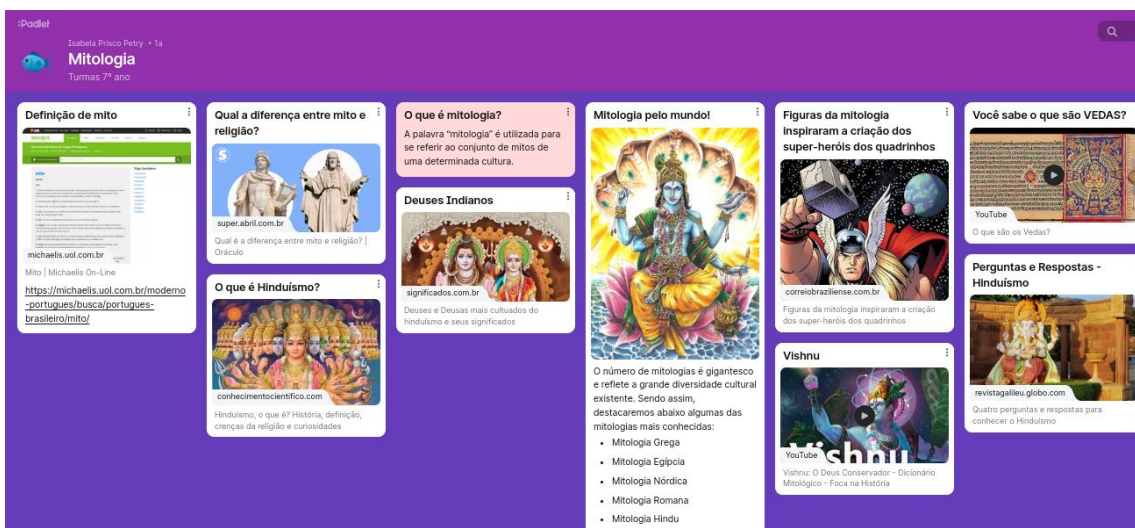 :Padlet
Isabela Prisco Petry • 1a
Mitologia
Turmas 7º ano
Definição de mito
michaelis.uol.com.br
Mito | Michaelis On-Line
https://michaelis.uol.com.br/moderno
-portugues/busca/portugues-
brasileiro/mito/
Qual a diferença entre mito e
religião?
S
super.abril.com.br
Qual é a diferença entre mito e religião? |
Oráculo
O que é Hinduísmo?
conhecimentocientifico.com
Hinduísmo, o que é? História, definição,
crenças da religião e curiosidades
O que é mitologia?
A palavra “mitologia” é utilizada para
se referir ao conjunto de mitos de
uma determinada cultura.
Deuses Indianos
significados.com.br
Deuses e Deusas mais cultuados do
hinduísmo e seus significados
Mitologia pelo mundo!
O número de mitologias é gigantesco
e reflete a grande diversidade cultural
existente. Sendo assim,
destacaremos abaixo algumas das
mitologias mais conhecidas:
• Mitologia Grega
• Mitologia Egípcia
• Mitologia Nórdica
• Mitologia Romana
• Mitologia Hindu
Figuras da mitologia
inspiraram a criação dos
super-heróis dos quadrinhos
correiobraziliense.com.br
Figuras da mitologia inspiraram a criação
dos super-heróis dos quadrinhos
Vishnu
Vishnu
YouTube
Vishnu: O Deus Conservador - Dicionário
Mitológico - Foca na História
Você sabe o que são VEDAS?
YouTube
O que são os Vedas?
Perguntas e Respostas -
Hinduísmo
revistagalileu.globo.com
Quatro perguntas e respostas para
conhecer o Hinduísmo